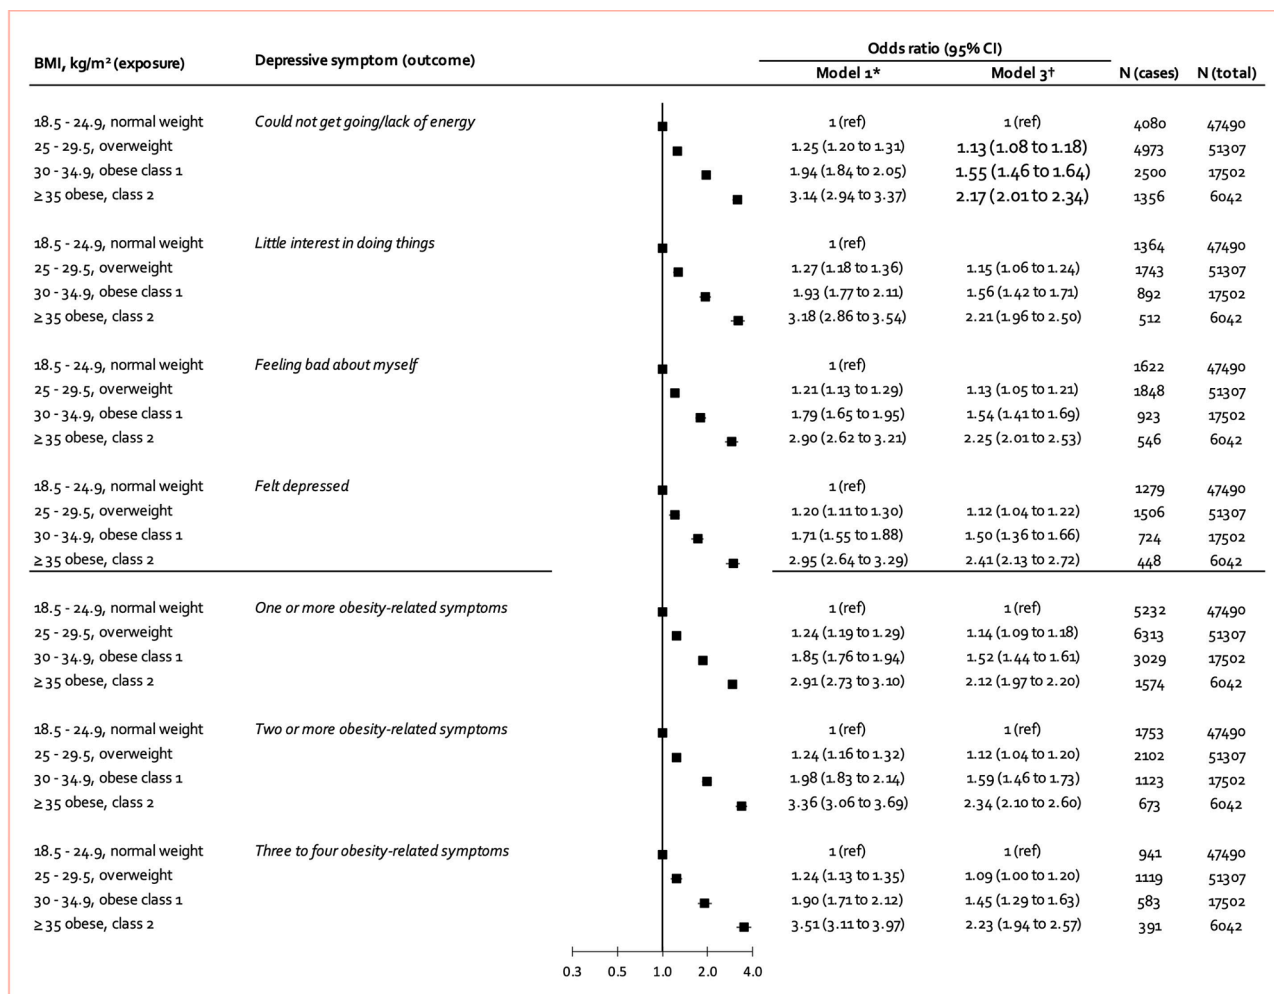 Odds ratio (95% CI)
BMI, kg/m² (exposure) Depressive symptom (outcome) Model 1* Model 3† N (cases) N (total)
18.5 - 24.9, normal weight Could not get going/lack of energy 1 (ref) 1 (ref) 4080 47490
25 - 29.5, overweight 1.25 (1.20 to 1.31) 1.13 (1.08 to 1.18) 4973 51307
30 - 34.9, obese class 1 1.94 (1.84 to 2.05) 1.55 (1.46 to 1.64) 2500 17502
≥35 obese, class 2 3.14 (2.94 to 3.37) 2.17 (2.01 to 2.34) 1356 6042
18.5 - 24.9, normal weight Little interest in doing things 1 (ref) 1364 47490
25 - 29.5, overweight 1.27 (1.18 to 1.36) 1.15 (1.06 to 1.24) 1743 51307
30 - 34.9, obese class 1 1.93 (1.77 to 2.11) 1.56 (1.42 to 1.71) 892 17502
≥35 obese, class 2 3.18 (2.86 to 3.54) 2.21 (1.96 to 2.50) 512 6042
18.5 - 24.9, normal weight Feeling bad about myself 1 (ref) 1622 47490
25 - 29.5, overweight 1.21 (1.13 to 1.29) 1.13 (1.05 to 1.21) 1848 51307
30 - 34.9, obese class 1 1.79 (1.65 to 1.95) 1.54 (1.41 to 1.69) 923 17502
≥35 obese, class 2 2.90 (2.62 to 3.21) 2.25 (2.01 to 2.53) 546 6042
18.5 - 24.9, normal weight Felt depressed 1 (ref) 1279 47490
25 - 29.5, overweight 1.20 (1.11 to 1.30) 1.12 (1.04 to 1.22) 1506 51307
30 - 34.9, obese class 1 1.71 (1.55 to 1.88) 1.50 (1.36 to 1.66) 724 17502
≥35 obese, class 2 2.95 (2.64 to 3.29) 2.41 (2.13 to 2.72) 448 6042
18.5 - 24.9, normal weight One or more obesity-related symptoms 1 (ref) 1 (ref) 5232 47490
25 - 29.5, overweight 1.24 (1.19 to 1.29) 1.14 (1.09 to 1.18) 6313 51307
30 - 34.9, obese class 1 1.85 (1.76 to 1.94) 1.52 (1.44 to 1.61) 3029 17502
≥35 obese, class 2 2.91 (2.73 to 3.10) 2.12 (1.97 to 2.20) 1574 6042
18.5 - 24.9, normal weight Two or more obesity-related symptoms 1 (ref) 1 (ref) 1753 47490
25 - 29.5, overweight 1.24 (1.16 to 1.32) 1.12 (1.04 to 1.20) 2102 51307
30 - 34.9, obese class 1 1.98 (1.83 to 2.14) 1.59 (1.46 to 1.73) 1123 17502
≥35 obese, class 2 3.36 (3.06 to 3.69) 2.34 (2.10 to 2.60) 673 6042
18.5 - 24.9, normal weight Three to four obesity-related symptoms 1 (ref) 1 (ref) 941 47490
25 - 29.5, overweight 1.24 (1.13 to 1.35) 1.09 (1.00 to 1.20) 1119 51307
30 - 34.9, obese class 1 1.90 (1.71 to 2.12) 1.45 (1.29 to 1.63) 583 17502
≥35 obese, class 2 3.51 (3.11 to 3.97) 2.23 (1.94 to 2.57) 391 6042
0.3 0.5 1.0 2.0 4.0